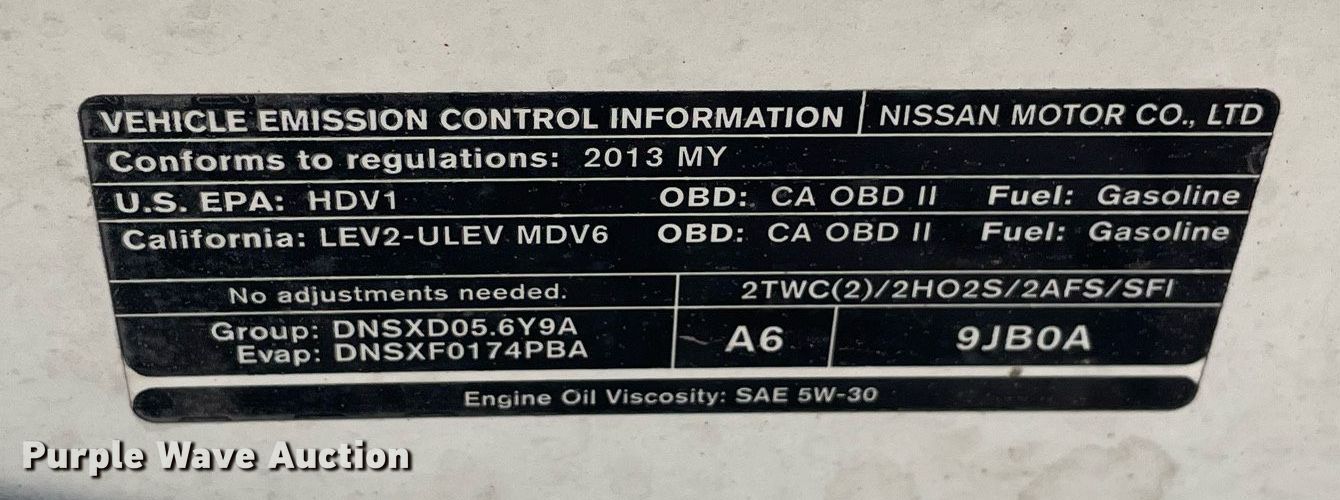 VEHICLE EMISSION CONTROL INFORMATION NISSAN MOTOR CO., LTD
Conforms to regulations: 2013 MY
U.S. EPA: HDV1 OBD: CA OBD II Fuel: Gasoline
California: LEV2-ULEV MDV6 OBD: CA OBD II Fuel: Gasoline
No adjustments needed. 2TWC(2)/2HO2S/2AFS/SFI
Group: DNSXD05.6Y9A
Evap: DNSXF0174PBA
A6 9JB0A
Engine Oil Viscosity: SAE 5W-30
Purple Wave Auction